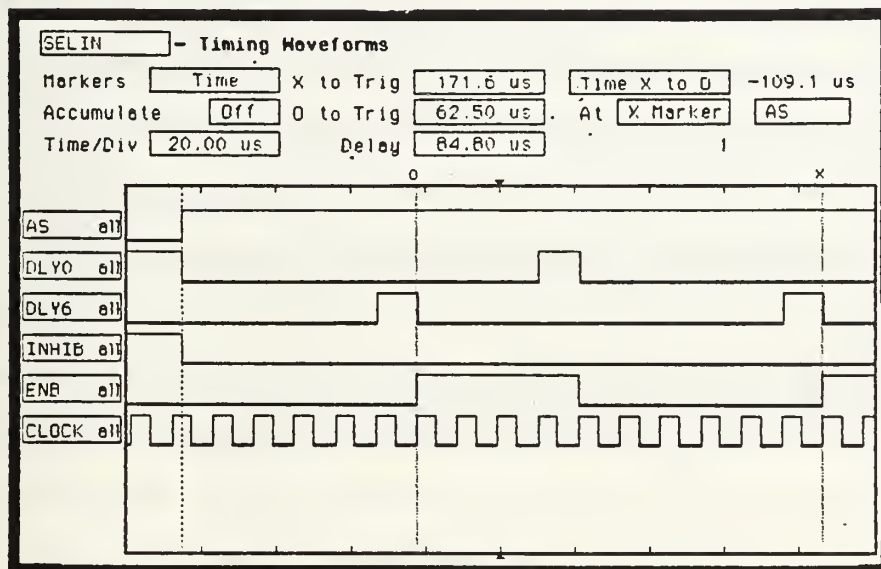 SELIN - Timing Waveforms
Markers Time X to Trig 171.6 us Time X to O -109.1 us
Accumulate Off O to Trig 62.50 us. At X Marker AS
Time/Div 20.00 us Delay 84.80 us 1
O X
AS all
DLY0 all
DLY6 all
INHIB all
ENB all
CLOCK all